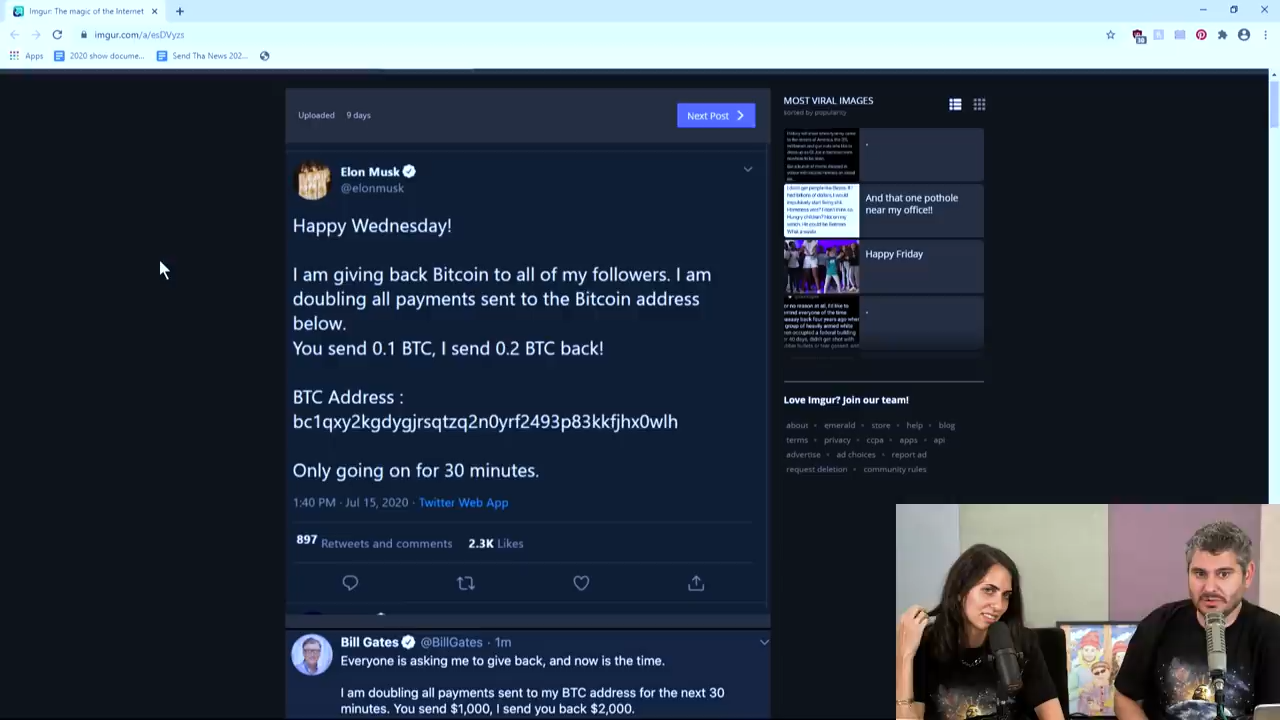 Imgur: The magic of the Internet
imgur.com/a/esDVyzs
Apps
2020 show docume...
Send Tha News 202...
Uploaded 9 days
Next Post
Elon Musk
@elonmusk
Happy Wednesday!
I am giving back Bitcoin to all of my followers. I am
doubling all payments sent to the Bitcoin address
below.
You send 0.1 BTC, I send 0.2 BTC back!
BTC Address :
bc1qxy2kgdygjrsqtzq2n0yrf2493p83kkfjhx0wlh
Only going on for 30 minutes.
1:40 PM · Jul 15, 2020 · Twitter Web App
897 Retweets and comments 2.3K Likes
Bill Gates @BillGates · 1m
Everyone is asking me to give back, and now is the time.
I am doubling all payments sent to my BTC address for the next 30
minutes. You send $1,000, I send you back $2,000.
MOST VIRAL IMAGES
sorted by popularity
And that one pothole
near my office!!
Happy Friday
Love Imgur? Join our team!
about • emerald • store • help • blog
terms • privacy • ccpa • apps • api
advertise • ad choices • report ad
request deletion • community rules